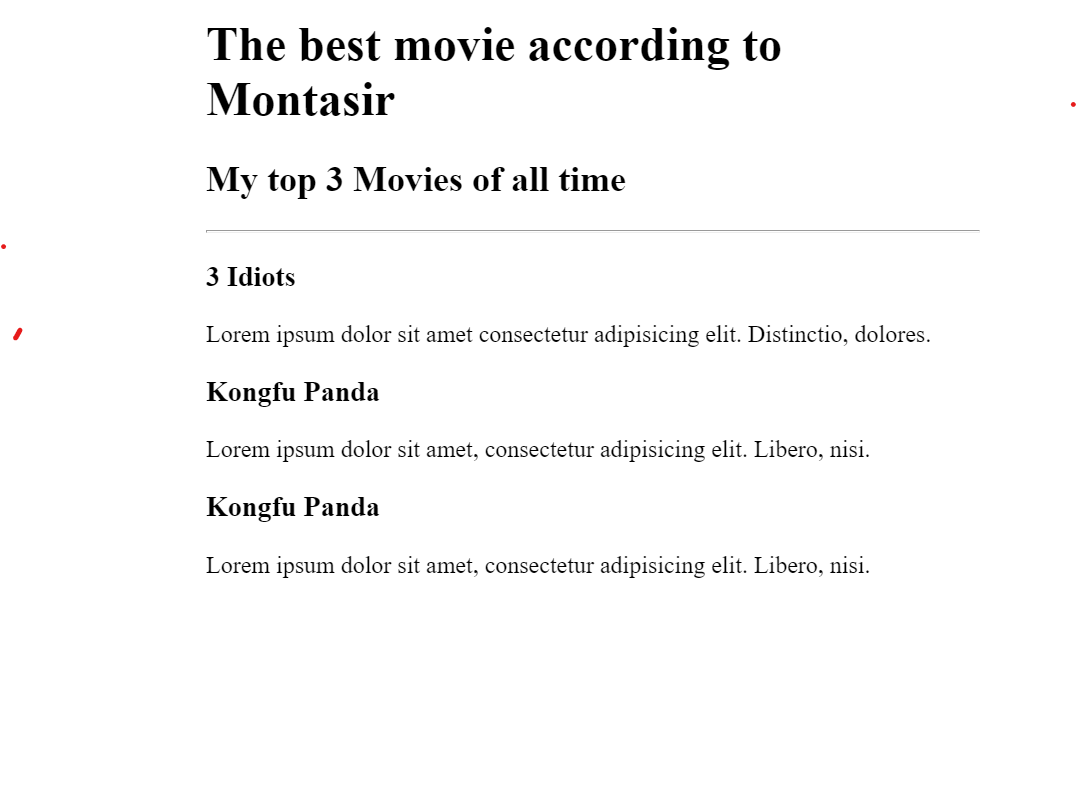 The best movie according to
Montasir
My top 3 Movies of all time
3 Idiots
Lorem ipsum dolor sit amet consectetur adipisicing elit. Distinctio, dolores.
Kongfu Panda
Lorem ipsum dolor sit amet, consectetur adipisicing elit. Libero, nisi.
Kongfu Panda
Lorem ipsum dolor sit amet, consectetur adipisicing elit. Libero, nisi.